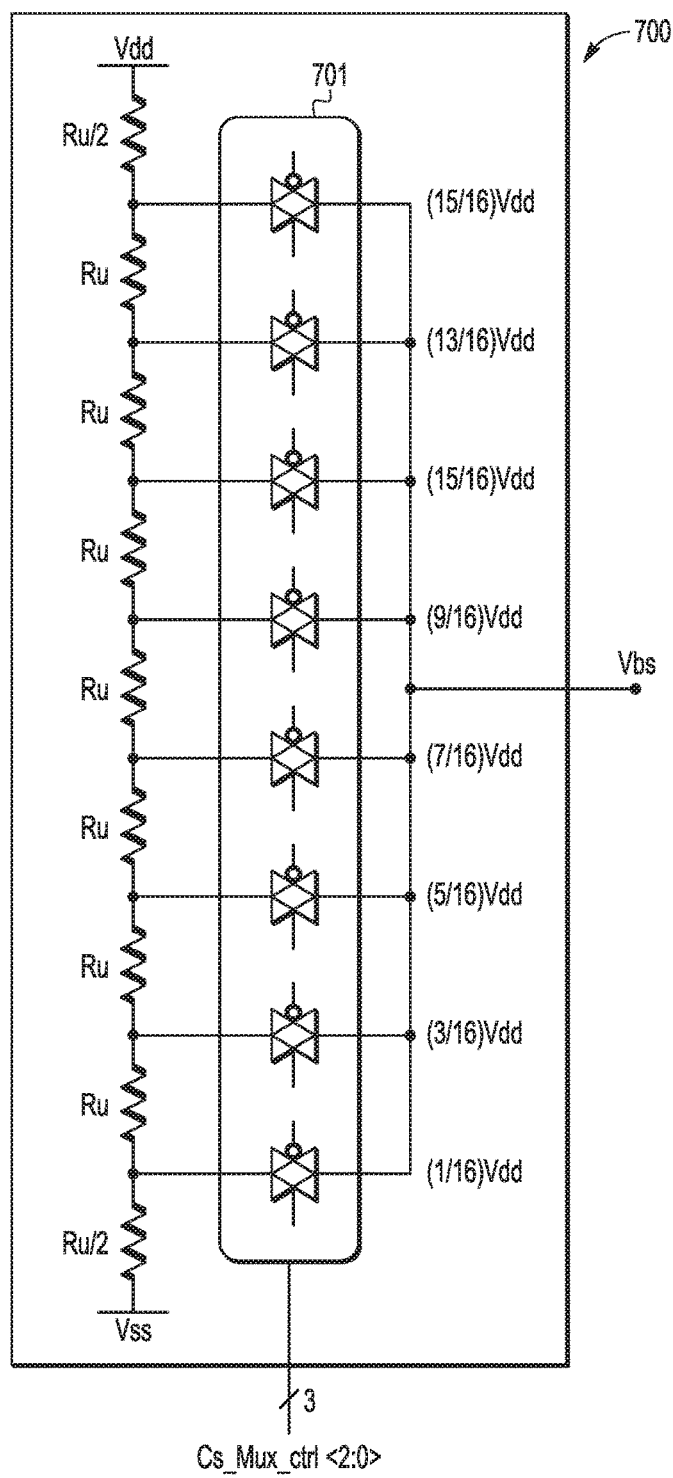 700
Vdd
701
Ru/2
(15/16)Vdd
Ru
(13/16)Vdd
Ru
(15/16)Vdd
Ru
(9/16)Vdd
Vbs
Ru
(7/16)Vdd
Ru
(5/16)Vdd
Ru
(3/16)Vdd
Ru
(1/16)Vdd
Ru/2
Vss
3
Cs_Mux_ctrl <2:0>